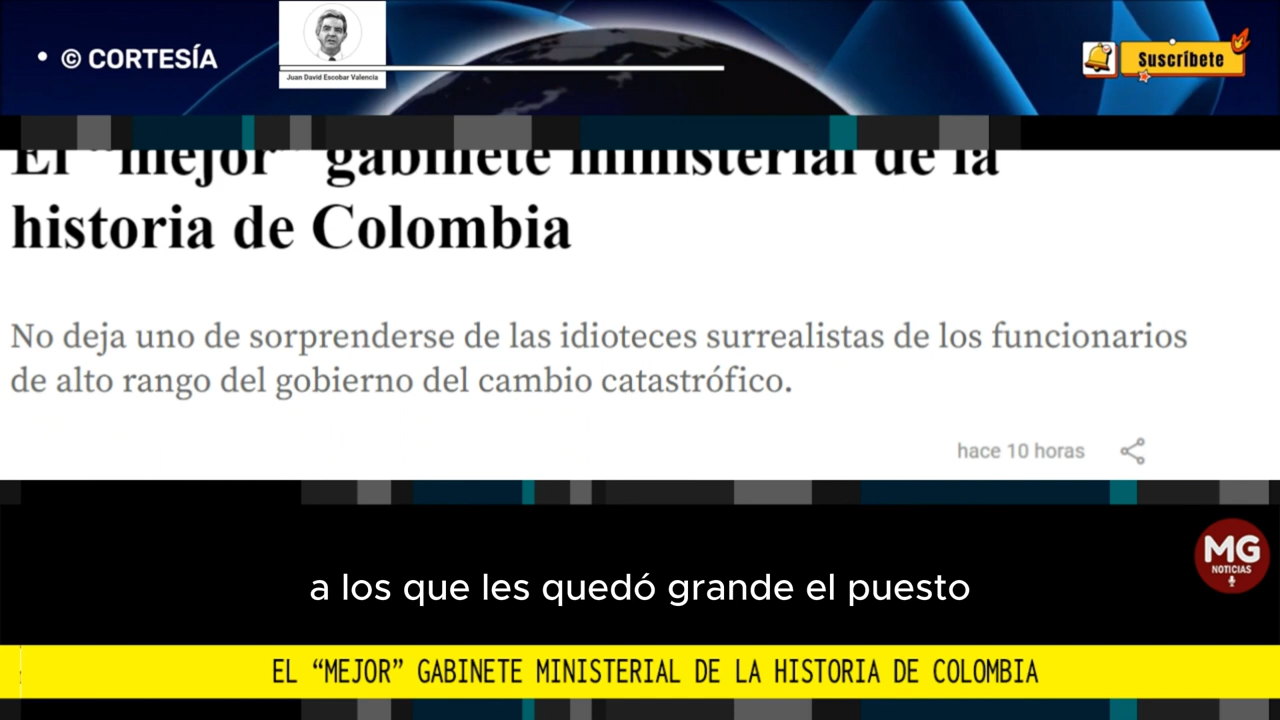 • © CORTESÍA
Juan David Escobar Valencia
Suscríbete
El “mejor” gabinete ministerial de la
historia de Colombia
No deja uno de sorprenderse de las idioteces surrealistas de los funcionarios
de alto rango del gobierno del cambio catastrófico.
hace 10 horas
MG
NOTICIAS
a los que les quedó grande el puesto
EL “MEJOR” GABINETE MINISTERIAL DE LA HISTORIA DE COLOMBIA